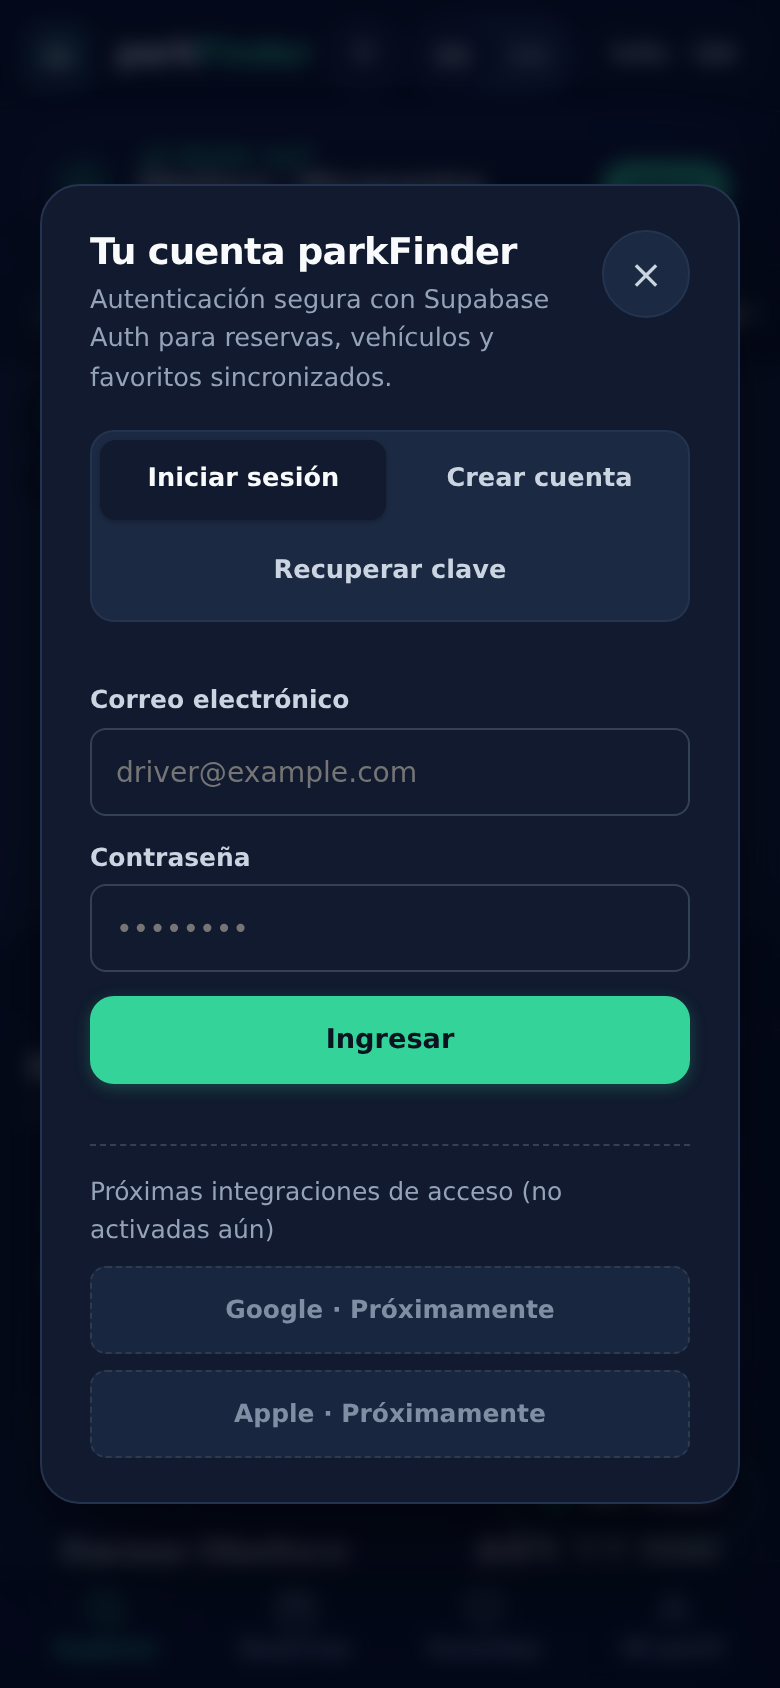 parkFinder
Tu cuenta parkFinder
Autenticación segura con Supabase
Auth para reservas, vehículos y
favoritos sincronizados.
Iniciar sesión
Crear cuenta
Recuperar clave
Correo electrónico
driver@example.com
Contraseña
••••••••
Ingresar
Próximas integraciones de acceso (no
activadas aún)
Google · Próximamente
Apple · Próximamente